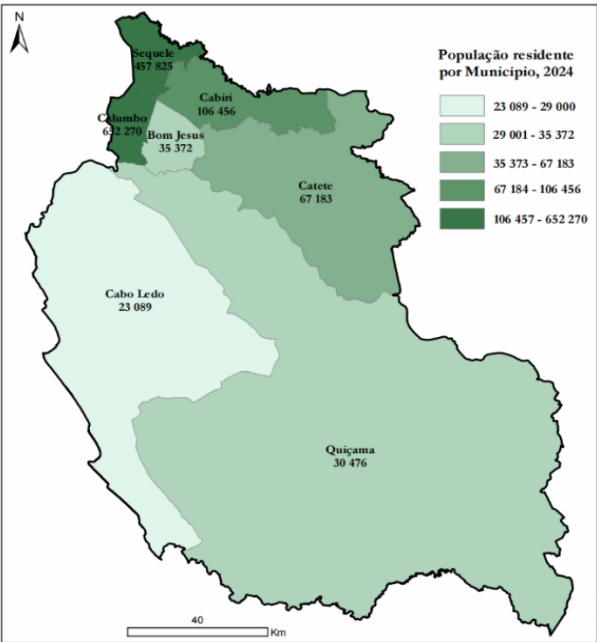 N
População residente
por Município, 2024
23 089 - 29 000
29 001 - 35 372
35 373 - 67 183
67 184 - 106 456
106 457 - 652 270
Sequele
457 825
Cabiri
106 456
Calumbo
652 270
Bom Jesus
35 372
Catete
67 183
Cabo Ledo
23 089
Quiçama
30 476
40
Km